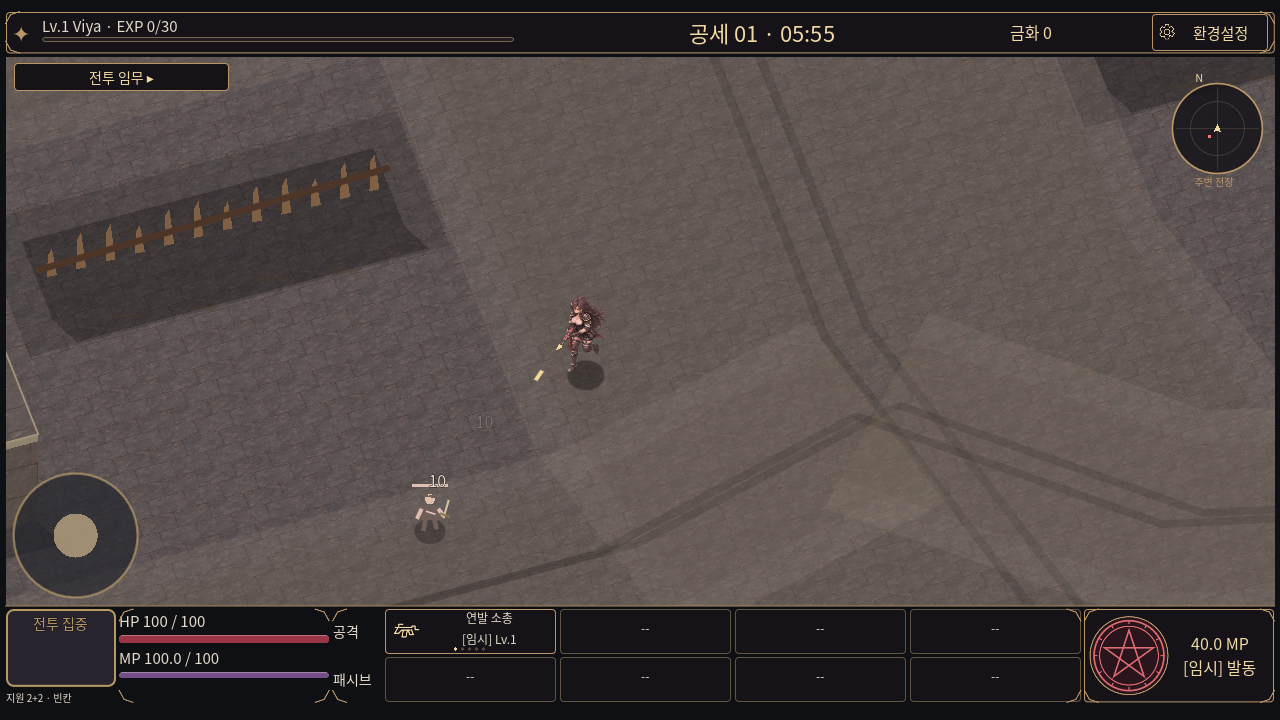 Lv.1 Viya · EXP 0/30
공세 01 · 05:55
금화 0
환경설정
전투 임무 ▸
N
주변 전장
10
10
전투 집중
지원 2+2 · 빈칸
HP 100 / 100
MP 100.0 / 100
공격
패시브
연발 소총
[임시] Lv.1
--
--
--
--
--
--
--
40.0 MP
[임시] 발동